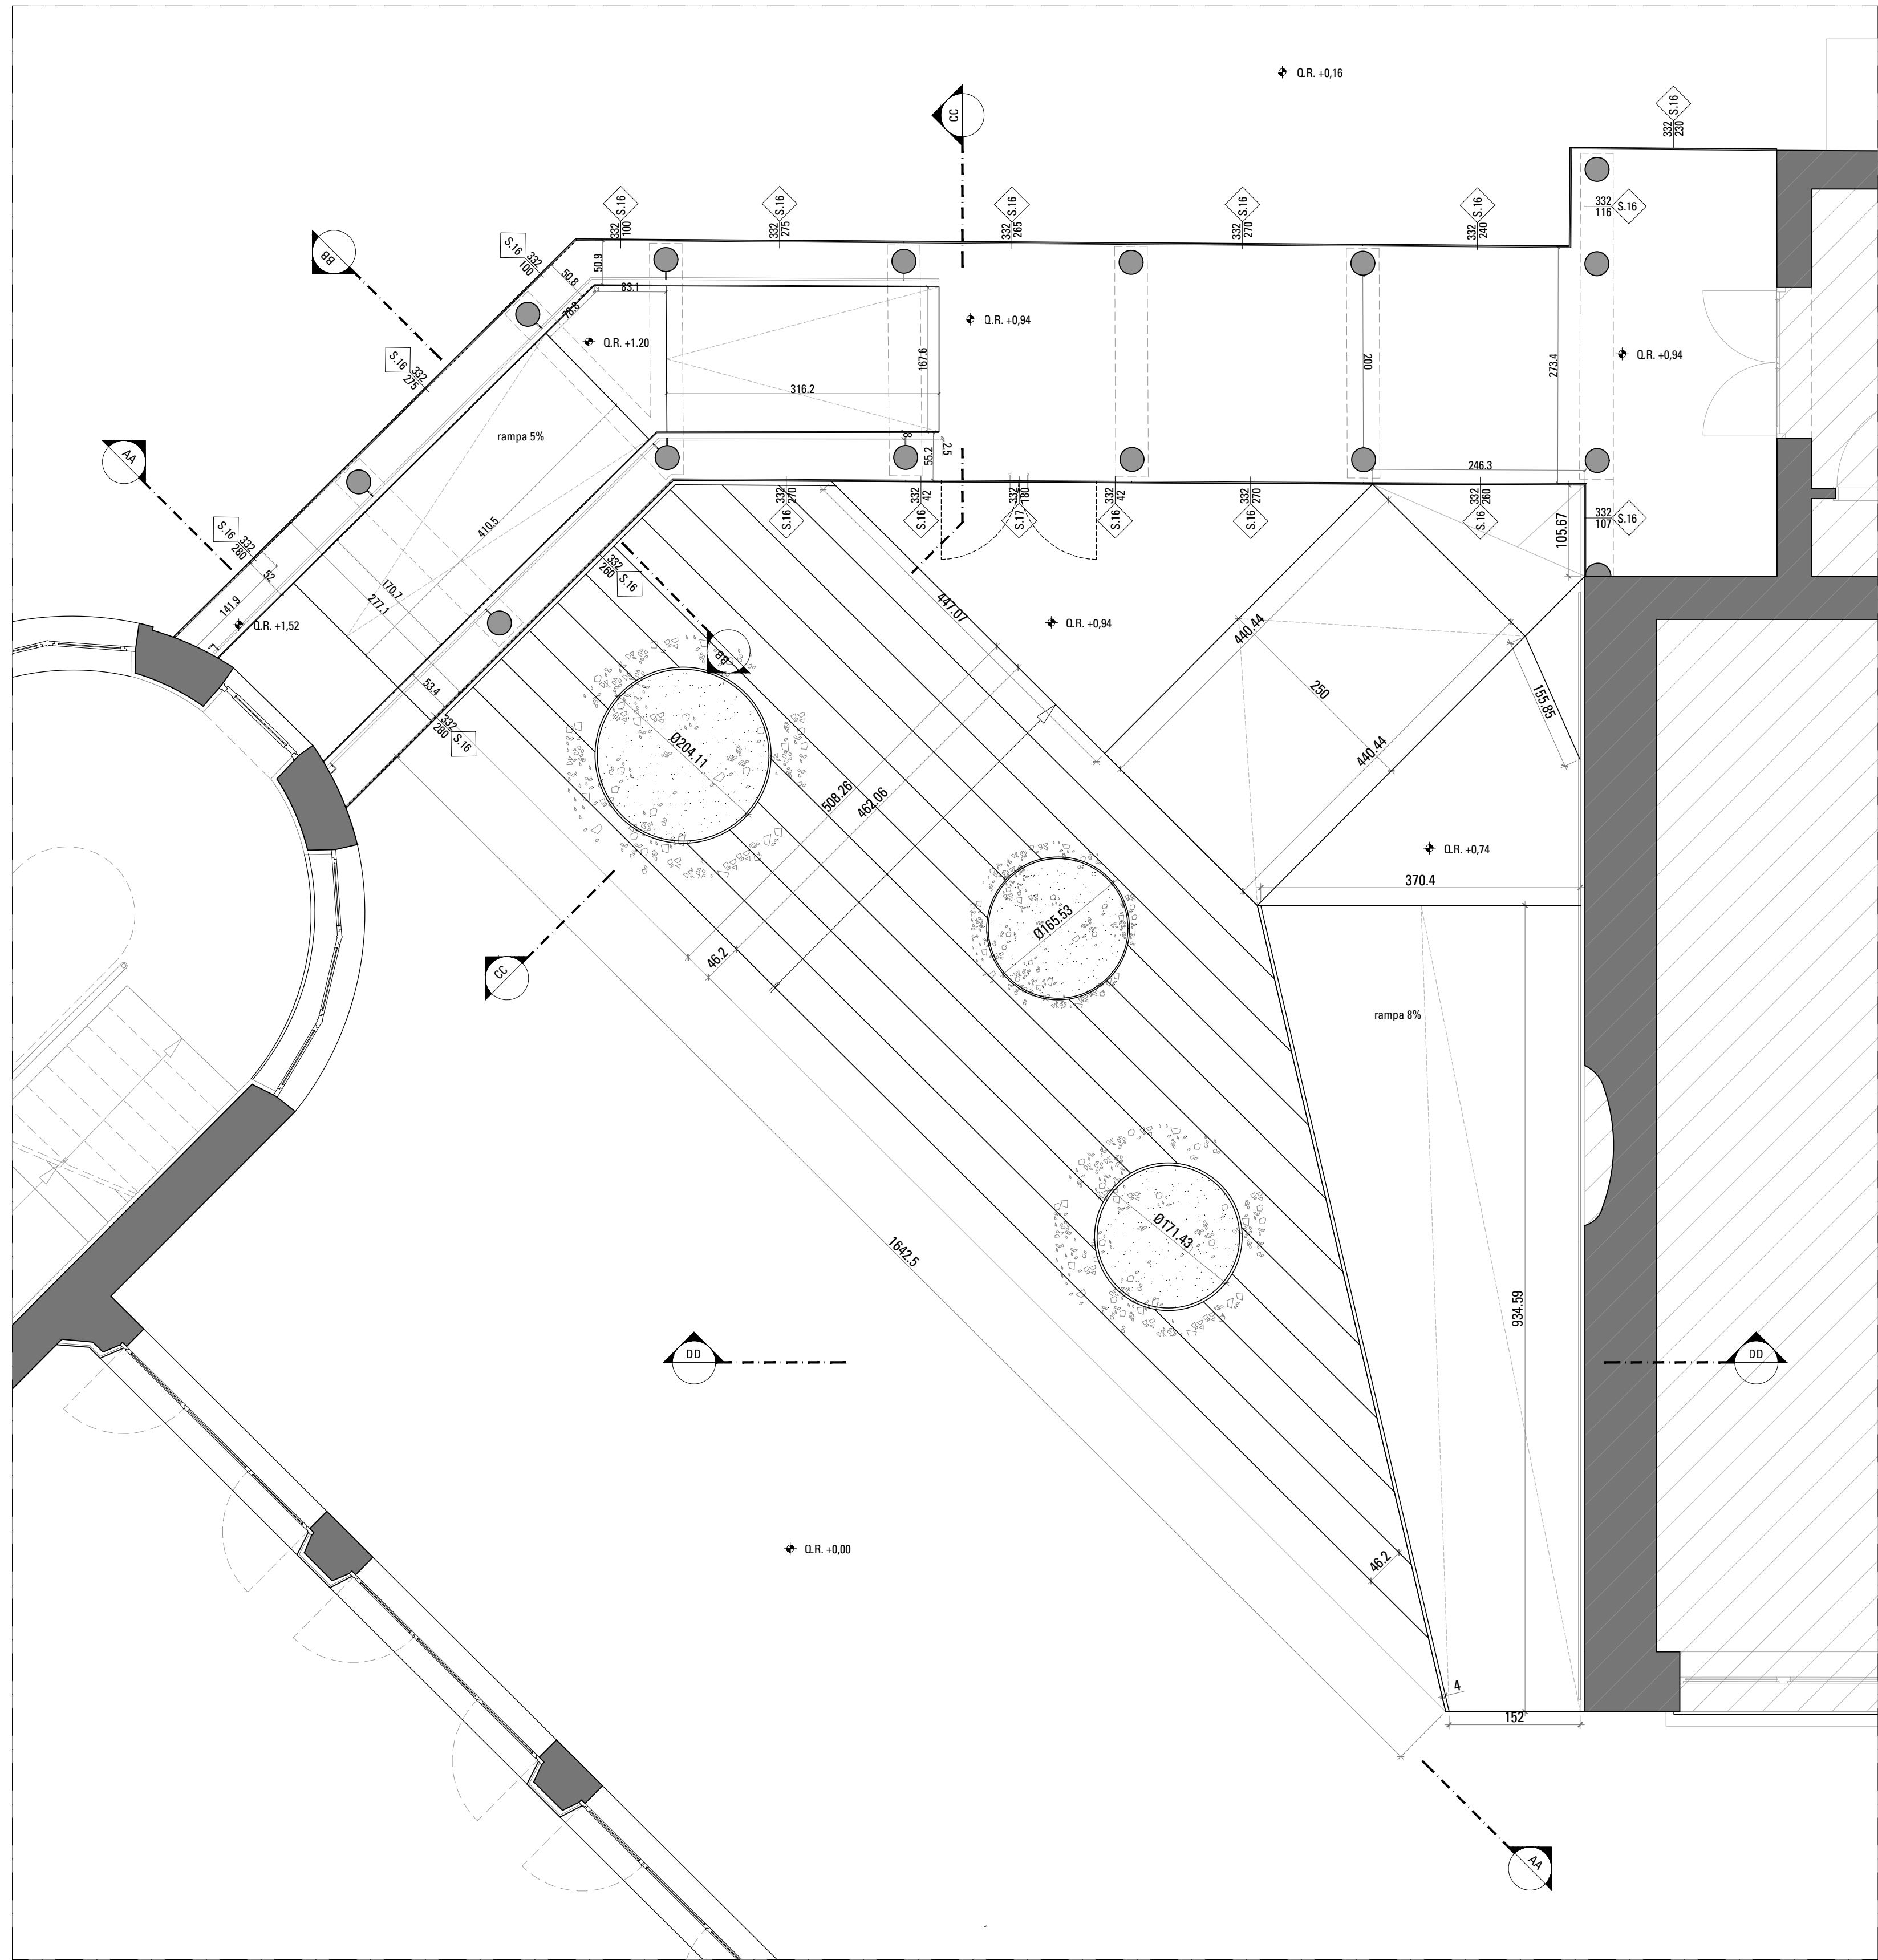 Q.R. +0,16
CC
332
230
S.16
332
116
S.16
332
100
S.16
332
275
S.16
332
265
S.16
332
270
S.16
332
240
S.16
BB
S.16
332
100
50.8
50.9
83.1
78.8
Q.R. +1.20
Q.R. +0,94
Q.R. +0,94
167.6
200
273.4
S.16
332
275
316.2
rampa 5%
AA
8
55.2
2.5
246.3
332
270
S.16
332
42
S.16
332
180
S.17
332
42
S.16
332
270
S.16
332
260
S.16
332
107
S.16
105.67
S.16
332
280
52
410.5
332
260
S.16
170.7
277.1
141.9
Q.R. +1,52
447.07
Q.R. +0,94
440.44
BB
53.4
332
280
S.16
250
155.85
Ø204.11
440.44
508.26
462.06
Q.R. +0,74
370.4
Ø165.53
46.2
CC
rampa 8%
Ø171.43
1642.5
934.59
DD
DD
Q.R. +0,00
46.2
4
152
AA